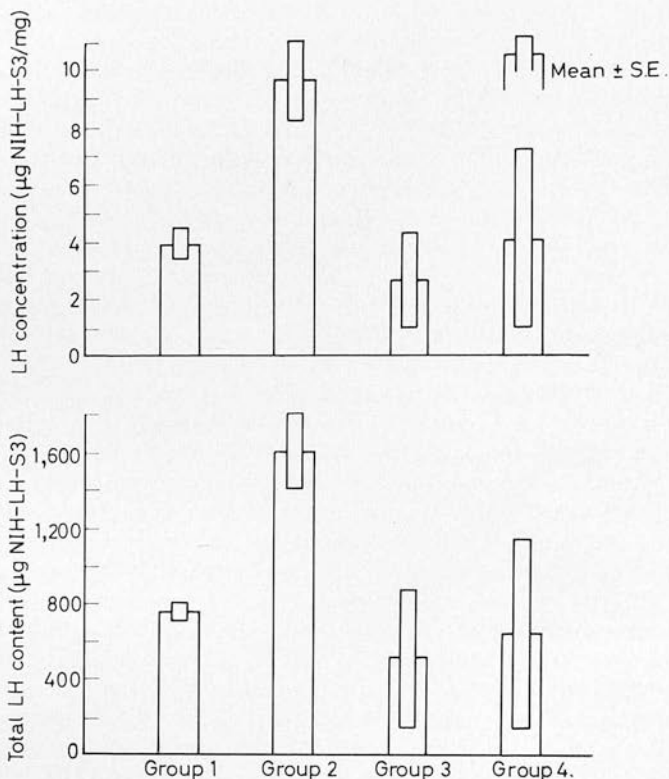 LH concentration (µg NIH-LH-S3/mg)
10
8
6
4
2
0
Mean ± S.E.
Total LH content (µg NIH-LH-S3)
1,600
1,200
800
400
0
Group 1
Group 2
Group 3
Group 4.